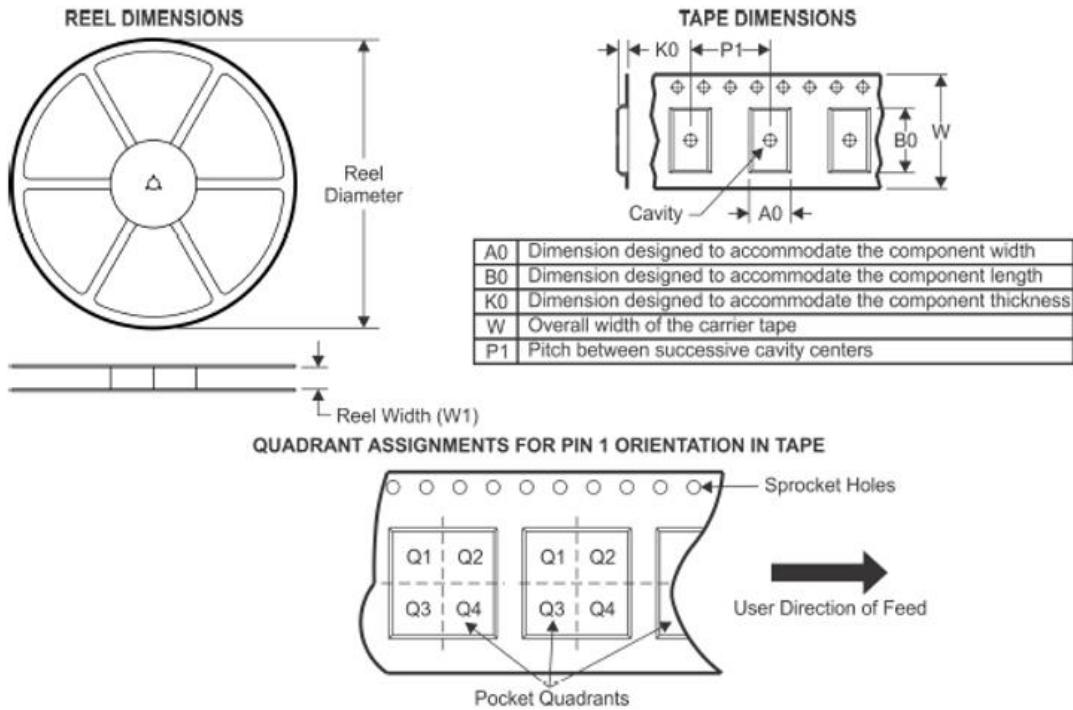 REEL DIMENSIONS
Reel
Diameter
Reel Width (W1)
TAPE DIMENSIONS
K0
P1
B0
W
Cavity
A0
A0 Dimension designed to accommodate the component width
B0 Dimension designed to accommodate the component length
K0 Dimension designed to accommodate the component thickness
W Overall width of the carrier tape
P1 Pitch between successive cavity centers
QUADRANT ASSIGNMENTS FOR PIN 1 ORIENTATION IN TAPE
Sprocket Holes
Q1 Q2 Q1 Q2
Q3 Q4 Q3 Q4
User Direction of Feed
Pocket Quadrants